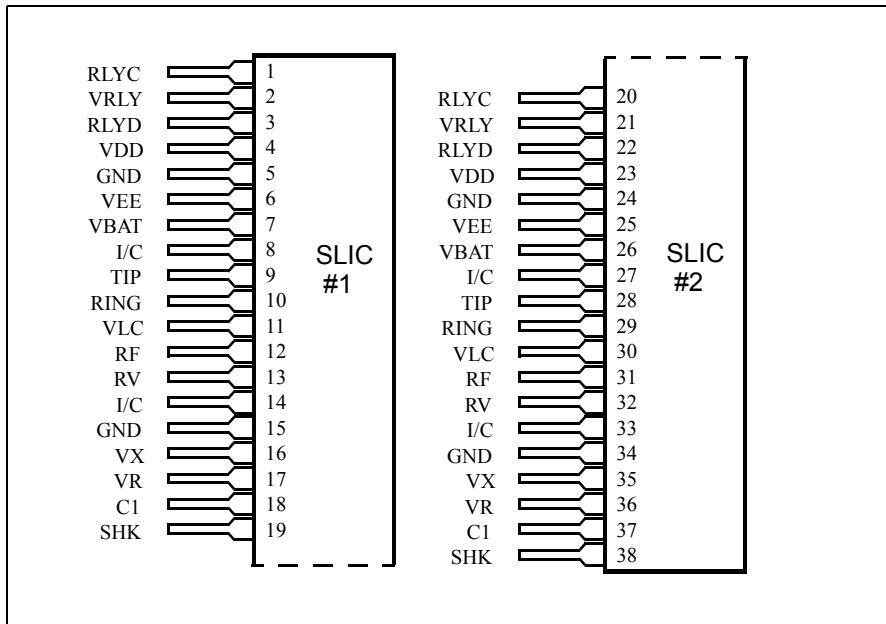 RLYC 1
VRLY 2
RLYD 3
VDD 4
GND 5
VEE 6
VBAT 7
I/C 8
TIP 9
RING 10
VLC 11
RF 12
RV 13
I/C 14
GND 15
VX 16
VR 17
C1 18
SHK 19
SLIC
#1
RLYC 20
VRLY 21
RLYD 22
VDD 23
GND 24
VEE 25
VBAT 26
I/C 27
TIP 28
RING 29
VLC 30
RF 31
RV 32
I/C 33
GND 34
VX 35
VR 36
C1 37
SHK 38
SLIC
#2